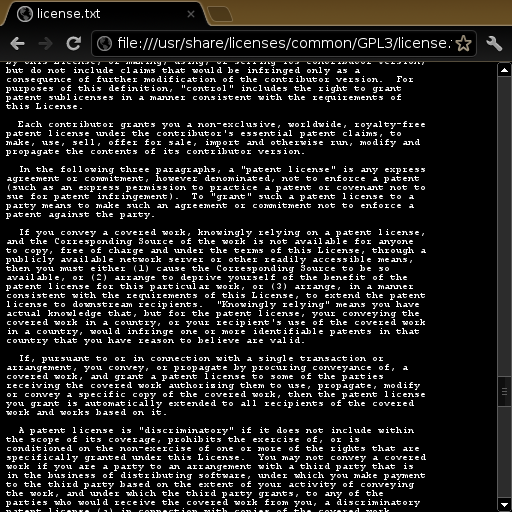 license.txt
file:///usr/share/licenses/common/GPL3/license.
by this License, of making, using, or selling its contributor version,
but do not include claims that would be infringed only as a
consequence of further modification of the contributor version. For
purposes of this definition, "control" includes the right to grant
patent sublicenses in a manner consistent with the requirements of
this License.
Each contributor grants you a non-exclusive, worldwide, royalty-free
patent license under the contributor's essential patent claims, to
make, use, sell, offer for sale, import and otherwise run, modify and
propagate the contents of its contributor version.
In the following three paragraphs, a "patent license" is any express
agreement or commitment, however denominated, not to enforce a patent
(such as an express permission to practice a patent or covenant not to
sue for patent infringement). To "grant" such a patent license to a
party means to make such an agreement or commitment not to enforce a
patent against the party.
If you convey a covered work, knowingly relying on a patent license,
and the Corresponding Source of the work is not available for anyone
to copy, free of charge and under the terms of this License, through a
publicly available network server or other readily accessible means,
then you must either (1) cause the Corresponding Source to be so
available, or (2) arrange to deprive yourself of the benefit of the
patent license for this particular work, or (3) arrange, in a manner
consistent with the requirements of this License, to extend the patent
license to downstream recipients. "Knowingly relying" means you have
actual knowledge that, but for the patent license, your conveying the
covered work in a country, or your recipient's use of the covered work
in a country, would infringe one or more identifiable patents in that
country that you have reason to believe are valid.
If, pursuant to or in connection with a single transaction or
arrangement, you convey, or propagate by procuring conveyance of, a
covered work, and grant a patent license to some of the parties
receiving the covered work authorizing them to use, propagate, modify
or convey a specific copy of the covered work, then the patent license
you grant is automatically extended to all recipients of the covered
work and works based on it.
A patent license is "discriminatory" if it does not include within
the scope of its coverage, prohibits the exercise of, or is
conditioned on the non-exercise of one or more of the rights that are
specifically granted under this License. You may not convey a covered
work if you are a party to an arrangement with a third party that is
in the business of distributing software, under which you make payment
to the third party based on the extent of your activity of conveying
the work, and under which the third party grants, to any of the
parties who would receive the covered work from you, a discriminatory
patent license (a) in connection with copies of the covered work